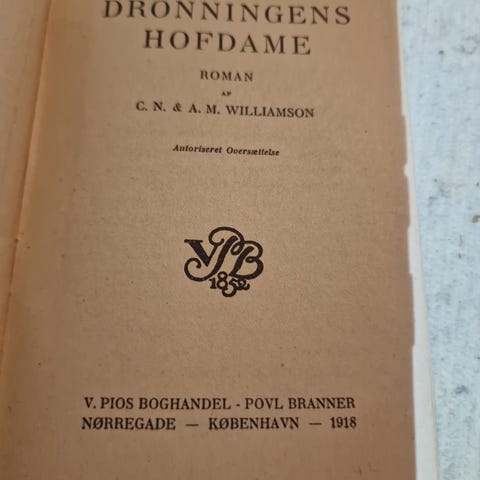 DRONNINGENS
HOFDAME
ROMAN
AF
C. N. & A. M. WILLIAMSON
Autoriseret Oversættelse
VPB
1852
V. PIOS BOGHANDEL - POVL BRANNER
NØRREGADE — KØBENHAVN — 1918